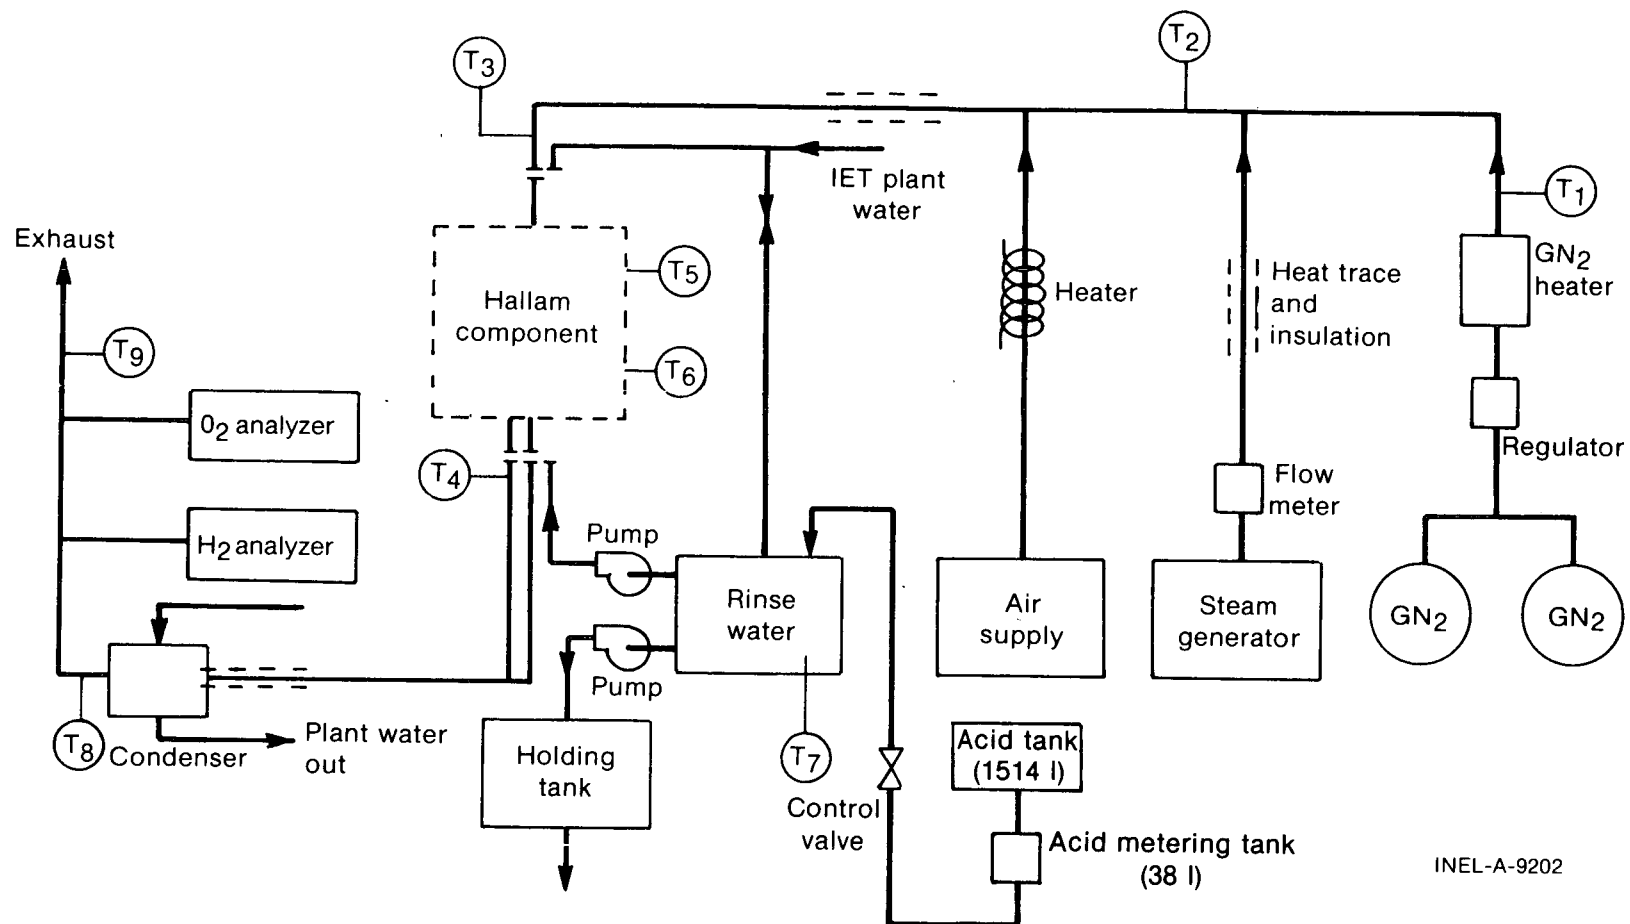 T2
T3
IET plant
water
T1
Exhaust
T5
Hallam
component
T6
GN2
heater
Heater
Heat trace
and
insulation
T9
O2 analyzer
T4
Regulator
Flow
meter
H2 analyzer
Pump
Rinse
water
Air
supply
Steam
generator
GN2
GN2
Pump
T8
Condenser
Plant water
out
Holding
tank
T7
Control
valve
Acid tank
(1514 l)
Acid metering tank
(38 l)
INEL-A-9202